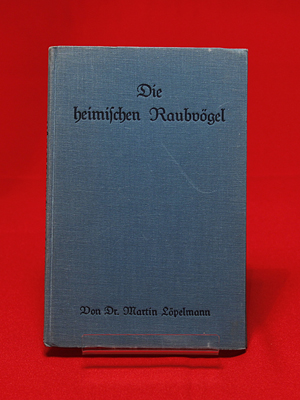 Die
heimiſchen Raubvögel
Von Dr. Martin Löpelmann